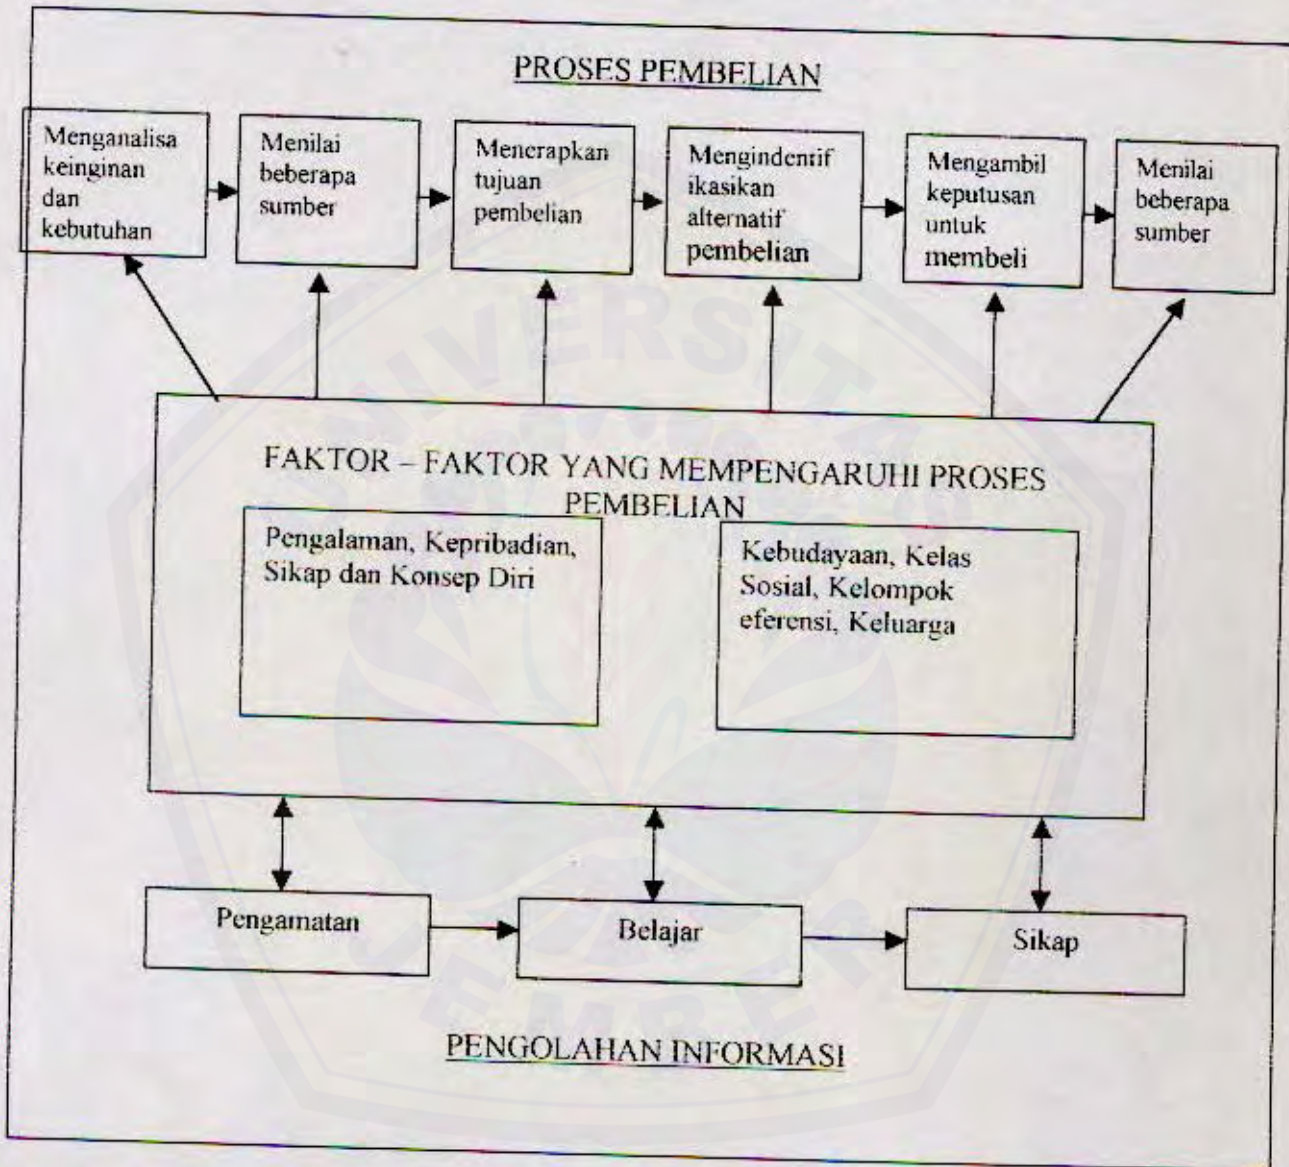 PROSES PEMBELIAN
Menganalisa
keinginan
dan
kebutuhan
Menilai
beberapa
sumber
Menerapkan
tujuan
pembelian
Mengindentif
ikasikan
alternatif
pembelian
Mengambil
keputusan
untuk
membeli
Menilai
beberapa
sumber
FAKTOR – FAKTOR YANG MEMPENGARUHI PROSES
PEMBELIAN
Pengalaman, Kepribadian,
Sikap dan Konsep Diri
Kebudayaan, Kelas
Sosial, Kelompok
eferensi, Keluarga
Pengamatan
Belajar
Sikap
PENGOLAHAN INFORMASI
UNIVERSITAS
JEMBER